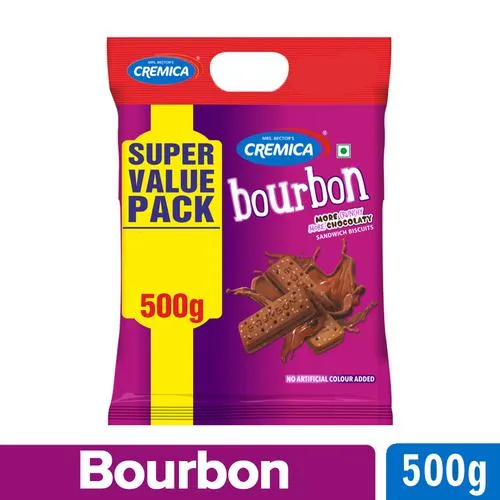 MRS. BECTOR'S
CREMICA
SUPER
VALUE
PACK
500g
MRS. BECTOR'S
CREMICA
bourbon
MORE CRUNCHY
MORE CHOCOLATY
SANDWICH BISCUITS
NO ARTIFICIAL COLOUR ADDED
Bourbon
500g